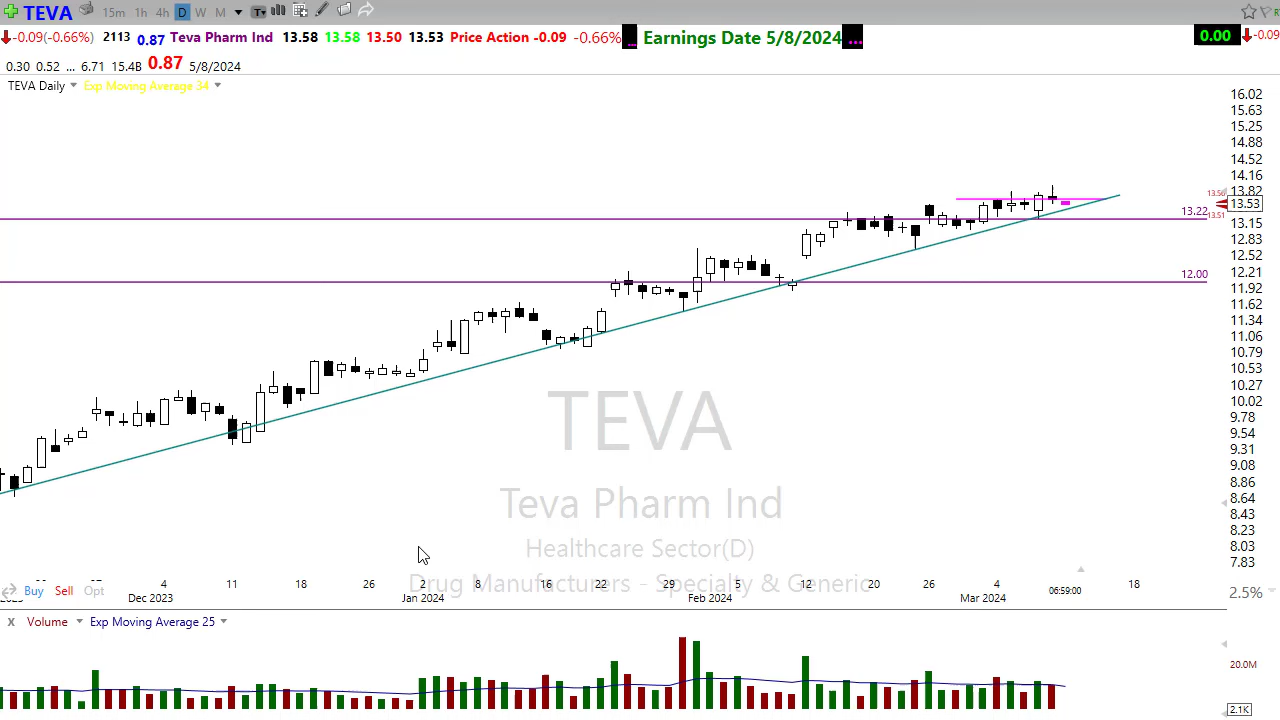 TEVA 15m 1h 4h D W M T
-0.09(-0.66%) 2113 0.87 Teva Pharm Ind 13.58 13.58 13.50 13.53 Price Action -0.09 -0.66% ... Earnings Date 5/8/2024 ... 0.00 -0.09
0.30 0.52 ... 6.71 15.4B 0.87 5/8/2024
TEVA Daily Exp Moving Average 34
16.02
15.63
15.25
14.88
14.52
14.16
13.82
13.56
13.53
13.22
13.51
13.15
12.83
12.52
12.00
12.21
11.92
11.62
11.34
11.06
10.79
10.53
10.27
10.02
9.78
9.54
9.31
9.08
8.86
8.64
8.43
8.23
8.03
7.83
TEVA
Teva Pharm Ind
Healthcare Sector(D)
Drug Manufacturers - Specialty & Generic
4 11 18 26 2 8 16 22 29 5 12 20 26 4 18
Buy Sell Opt 06:59:00 2.5%
Dec 2023 Jan 2024 Feb 2024 Mar 2024
X Volume Exp Moving Average 25
20.0M
2.1K